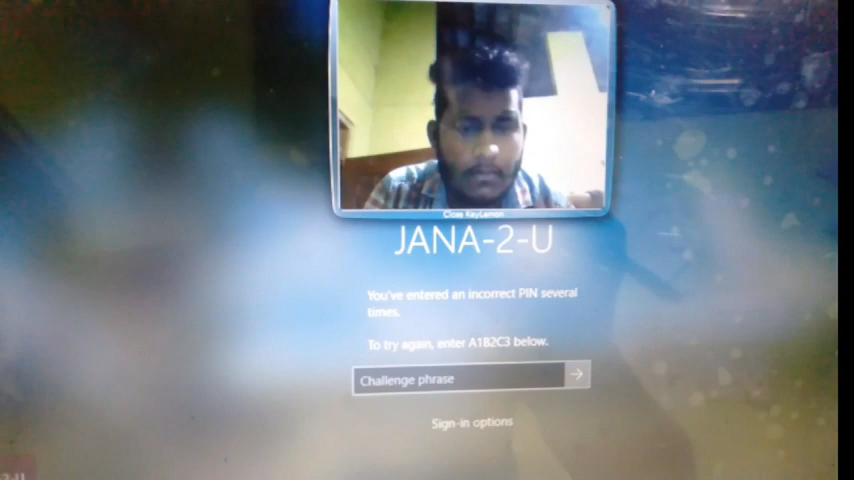 Close KeyLemon
JANA-2-U
You've entered an incorrect PIN several
times.
To try again, enter A1B2C3 below.
Challenge phrase
Sign-in options
2-U